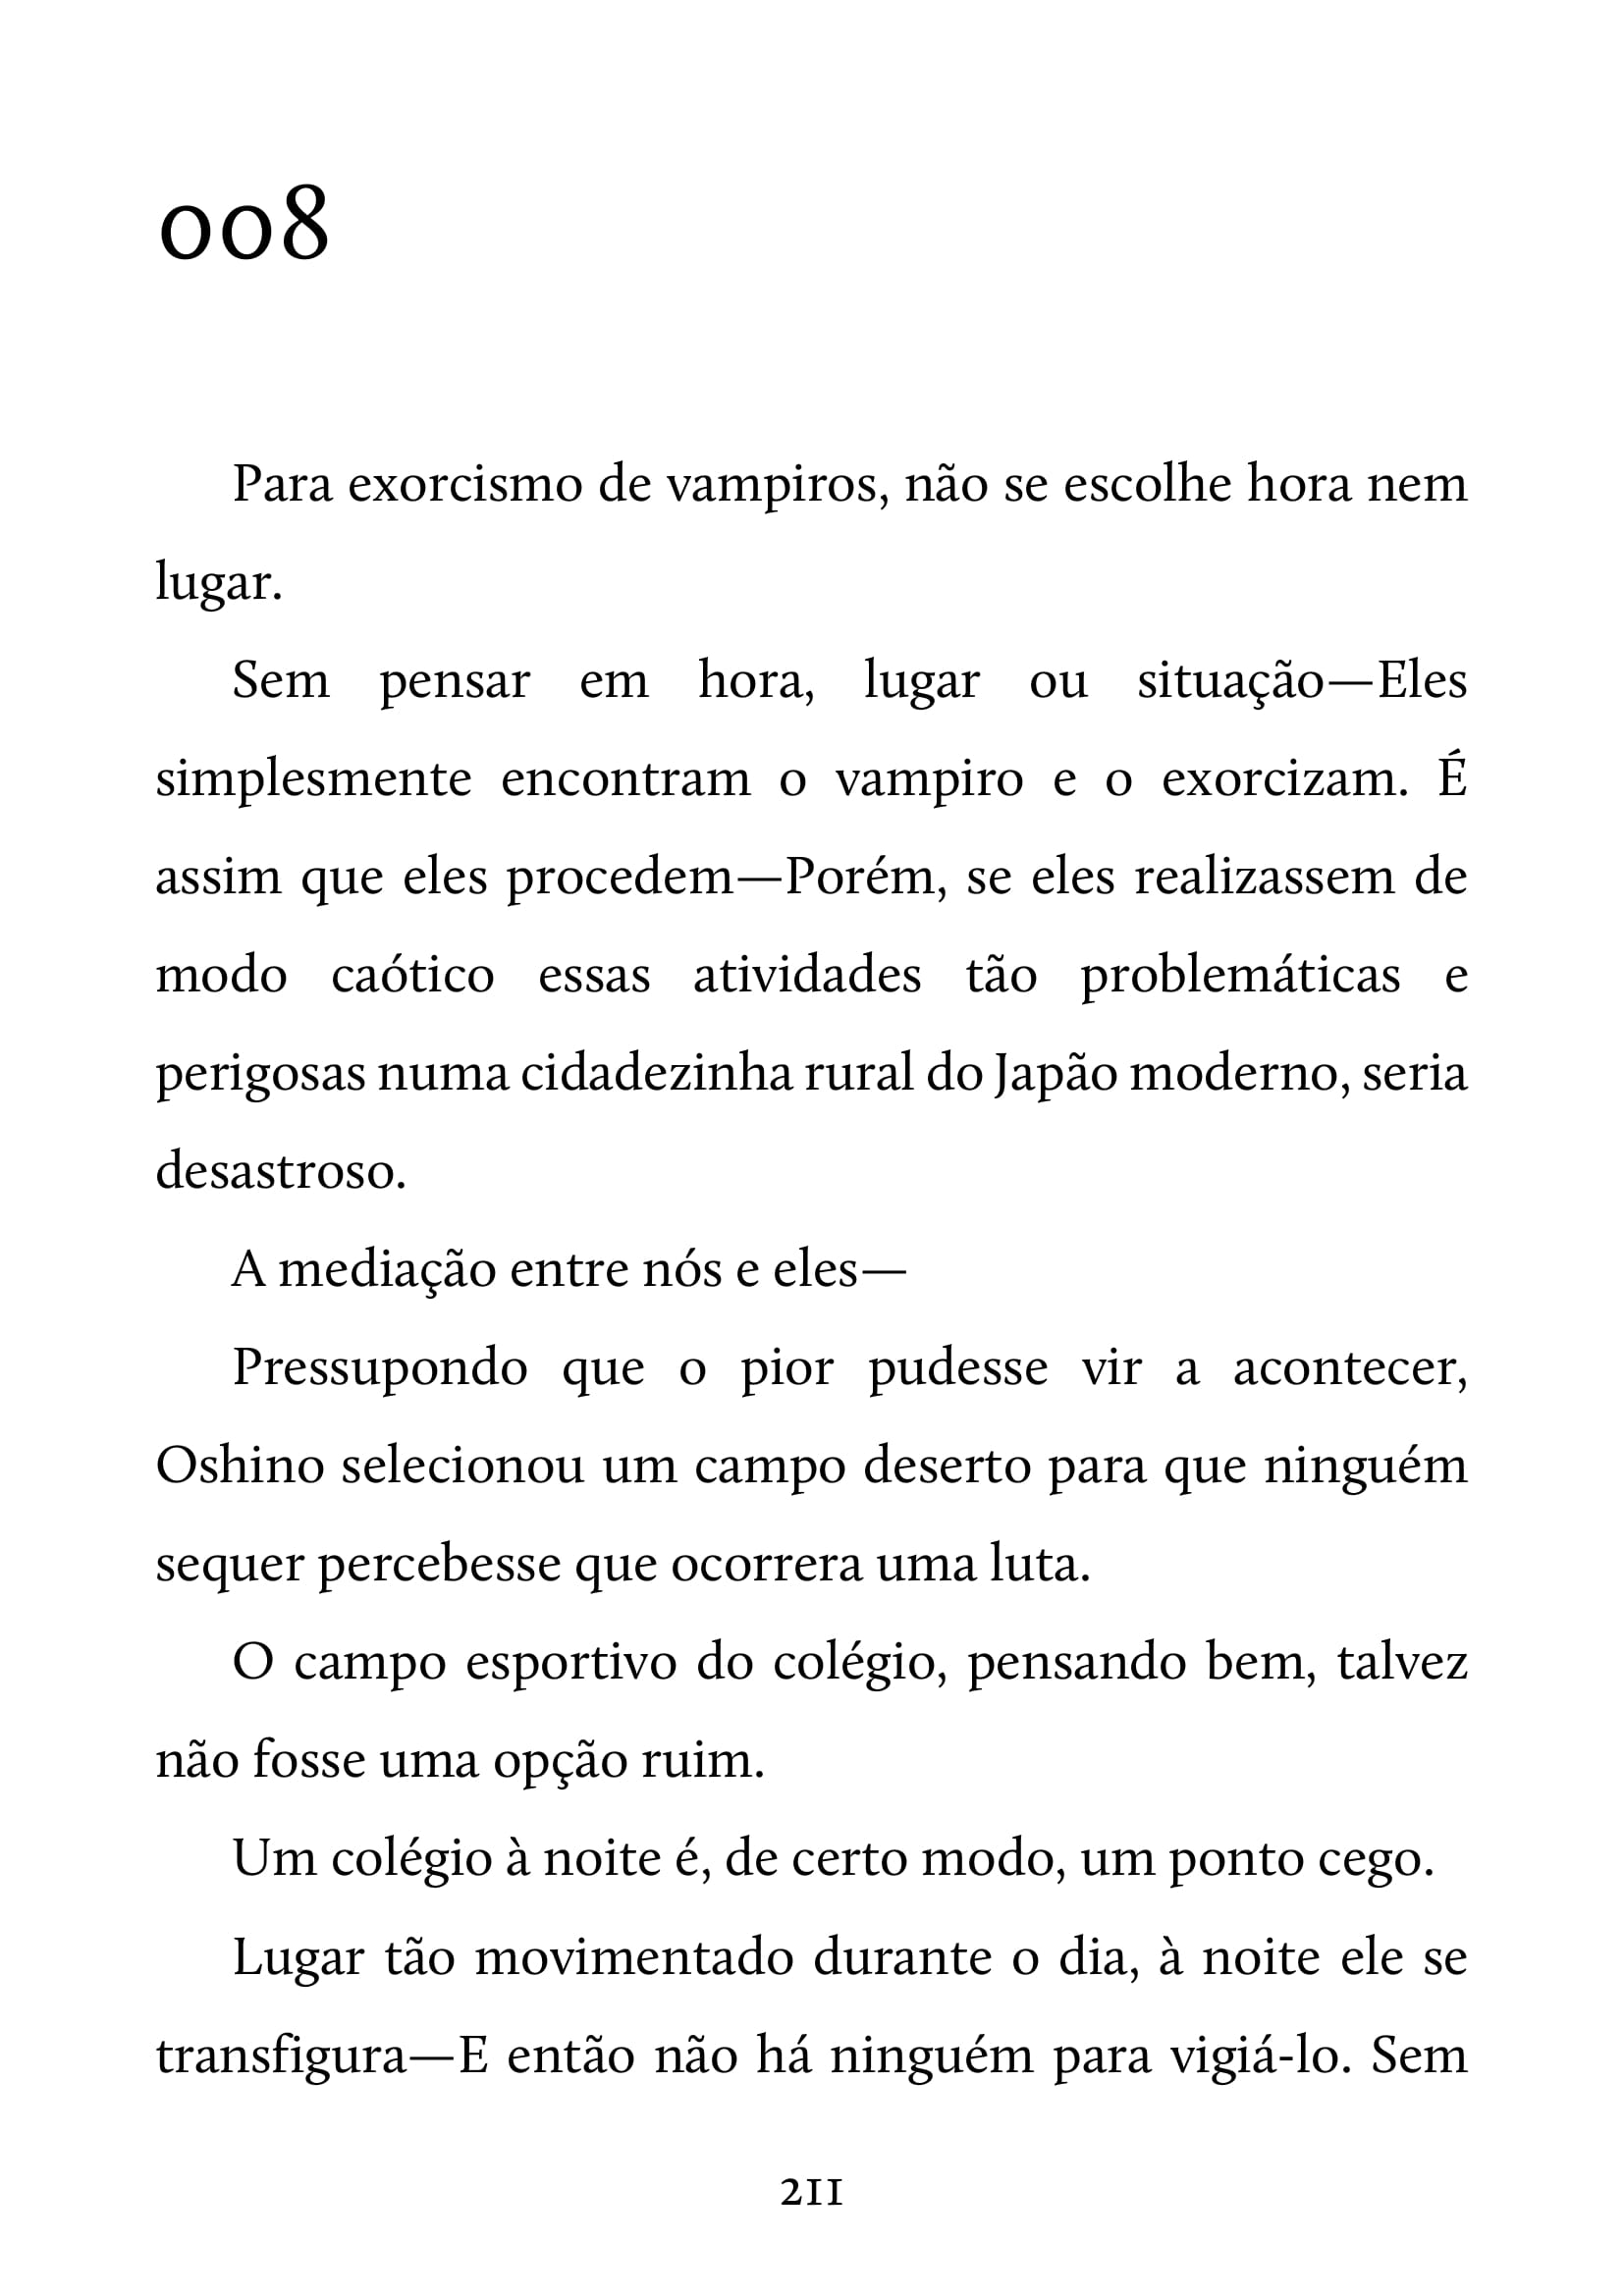 008
Para exorcismo de vampiros, não se escolhe hora nem
lugar.
Sem pensar em hora, lugar ou situação—Eles
simplesmente encontram o vampiro e o exorcizam. É
assim que eles procedem—Porém, se eles realizassem de
modo caótico essas atividades tão problemáticas e
perigosas numa cidadezinha rural do Japão moderno, seria
desastroso.
A mediação entre nós e eles—
Pressupondo que o pior pudesse vir a acontecer,
Oshino selecionou um campo deserto para que ninguém
sequer percebesse que ocorrera uma luta.
O campo esportivo do colégio, pensando bem, talvez
não fosse uma opção ruim.
Um colégio à noite é, de certo modo, um ponto cego.
Lugar tão movimentado durante o dia, à noite ele se
transfigura—E então não há ninguém para vigiá-lo. Sem
211